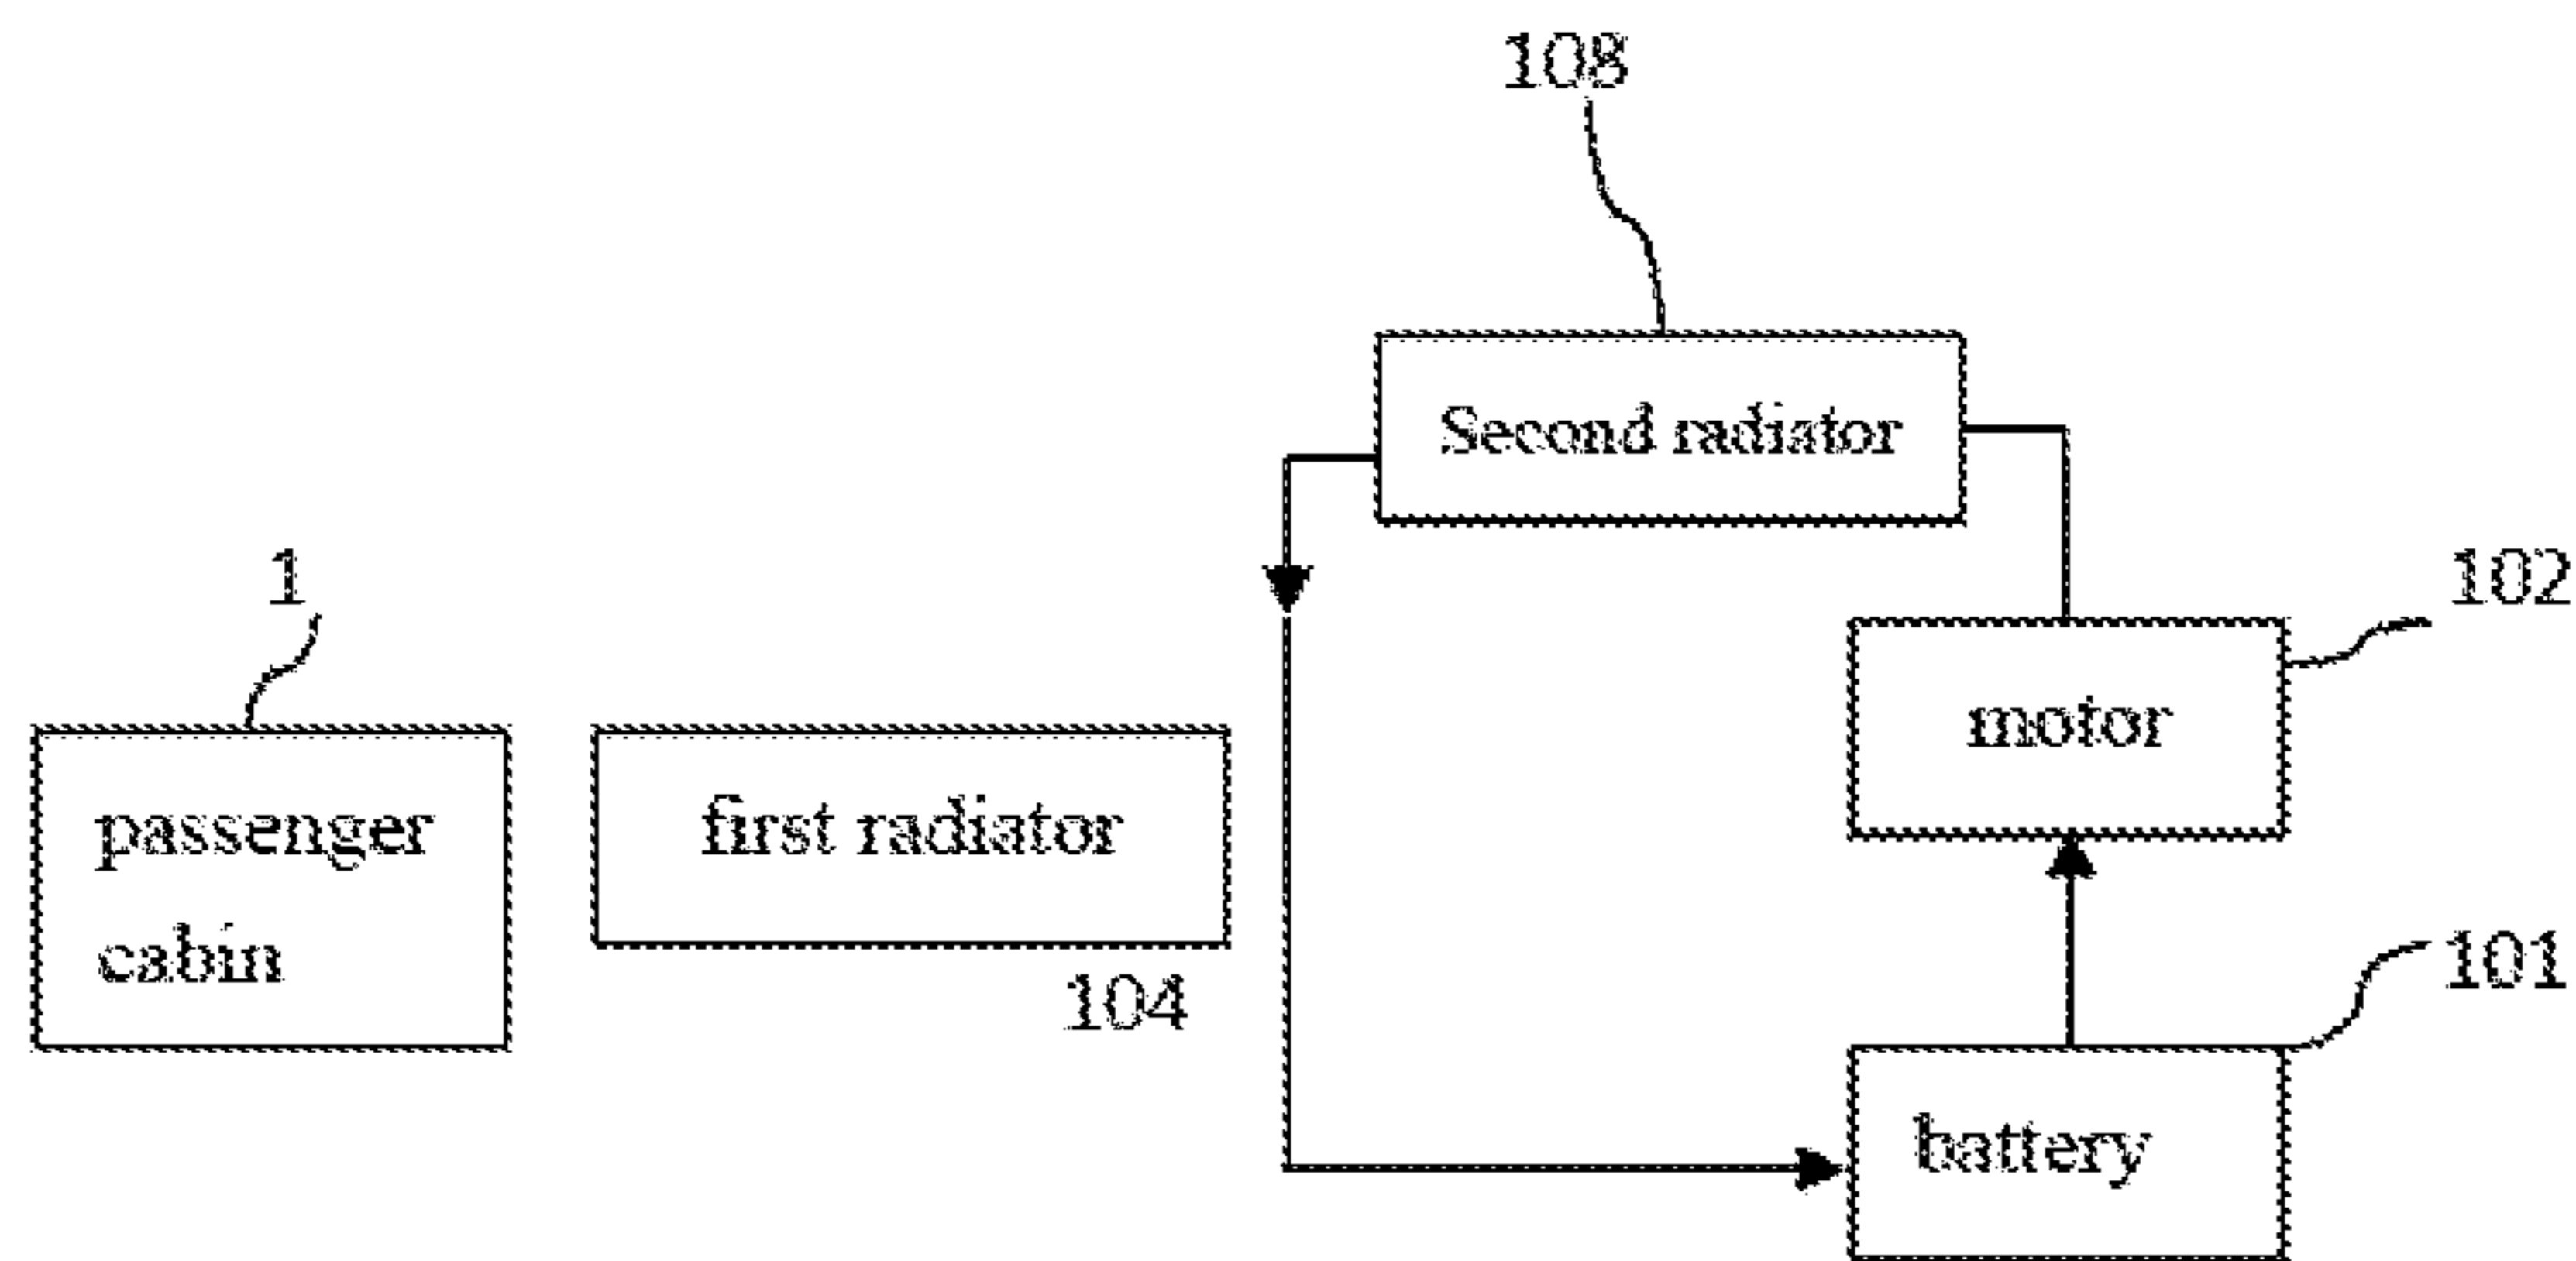 108
Second radiator
1
102
motor
passenger
cabin
first radiator
104
101
battery